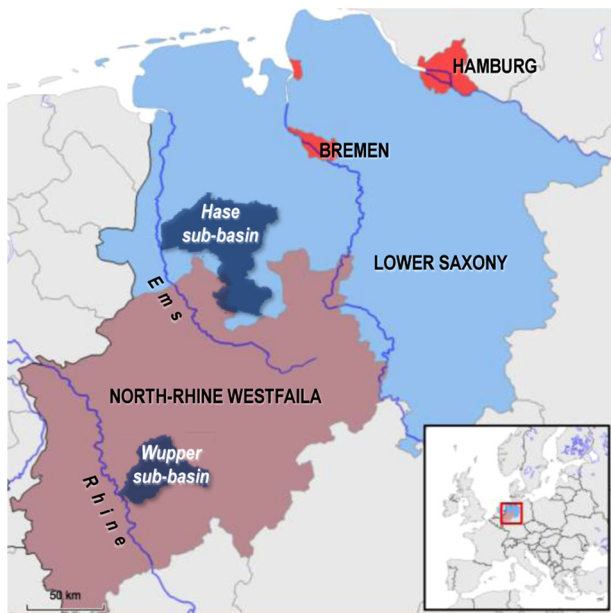 HAMBURG
BREMEN
Hase
sub-basin
LOWER SAXONY
Ems
NORTH-RHINE WESTFAILA
Wupper
sub-basin
Rhine
50 km